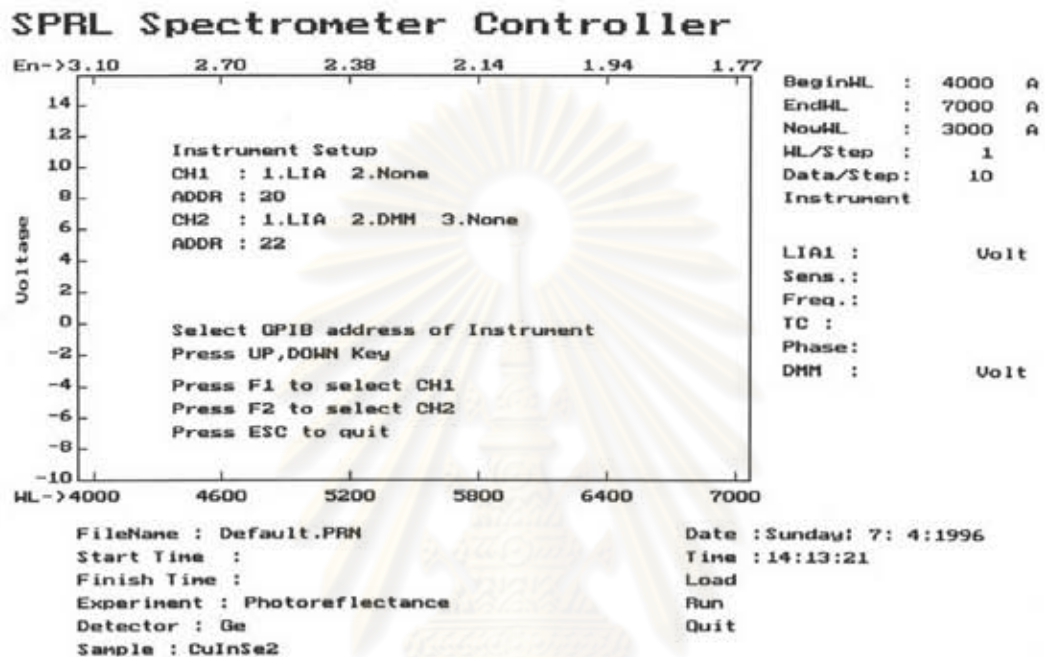 SPRL Spectrometer Controller
En->3.10 2.70 2.38 2.14 1.94 1.77
14
12
10
8
6
4
2
0
-2
-4
-6
-8
-10
Voltage
Instrument Setup
CH1 : 1.LIA 2.None
ADDR : 20
CH2 : 1.LIA 2.DMM 3.None
ADDR : 22
Select GPIB address of Instrument
Press UP,DOWN Key
Press F1 to select CH1
Press F2 to select CH2
Press ESC to quit
WL->4000 4600 5200 5800 6400 7000
BeginWL : 4000 A
EndWL : 7000 A
NowWL : 3000 A
WL/Step : 1
Data/Step: 10
Instrument
LIA1 : Volt
Sens.:
Freq.:
TC :
Phase:
DMM : Volt
FileName : Default.PRN
Start Time :
Finish Time :
Experiment : Photoreflectance
Detector : Ge
Sample : CuInSe2
Date :Sunday: 7: 4:1996
Time :14:13:21
Load
Run
Quit